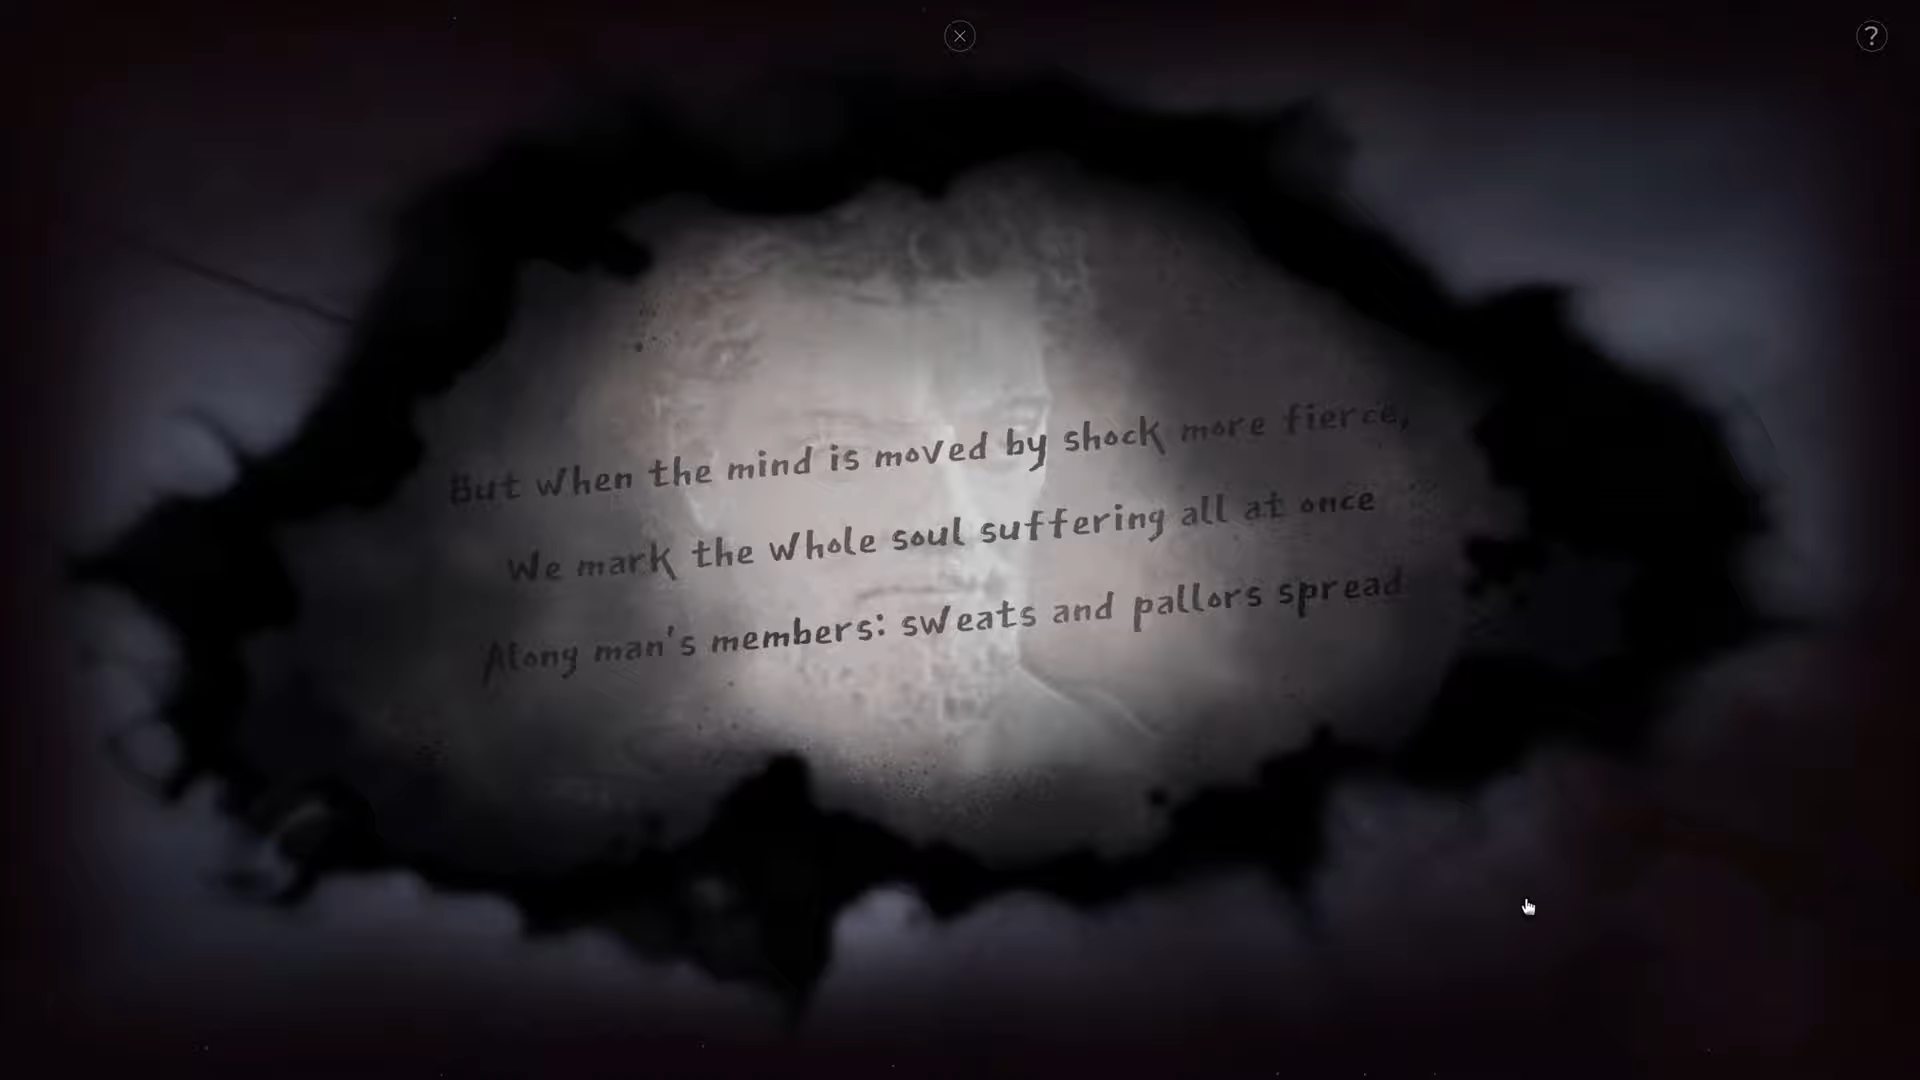 But when the mind is moved by shock more fierce,
We mark the whole soul suffering all at once
Along man's members: sweats and pallors spread
?